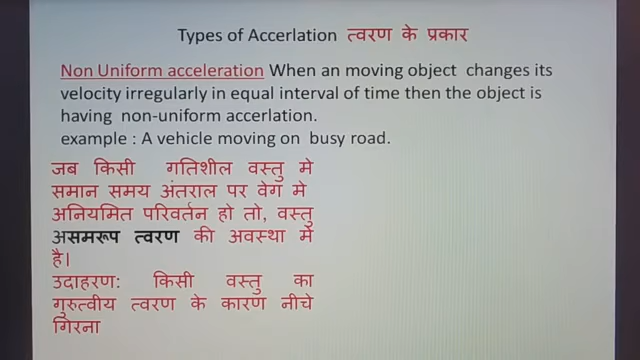 Types of Accerlation त्वरण के प्रकार
Non Uniform acceleration When an moving object changes its
velocity irregularly in equal interval of time then the object is
having non-uniform accerlation.
example : A vehicle moving on busy road.
जब किसी गतिशील वस्तु मे
समान समय अंतराल पर वेग मे
अनियमित परिवर्तन हो तो, वस्तु
असमरूप त्वरण की अवस्था में
है।
उदाहरण: किसी वस्तु का
गुरुत्वीय त्वरण के कारण नीचे
गिरना